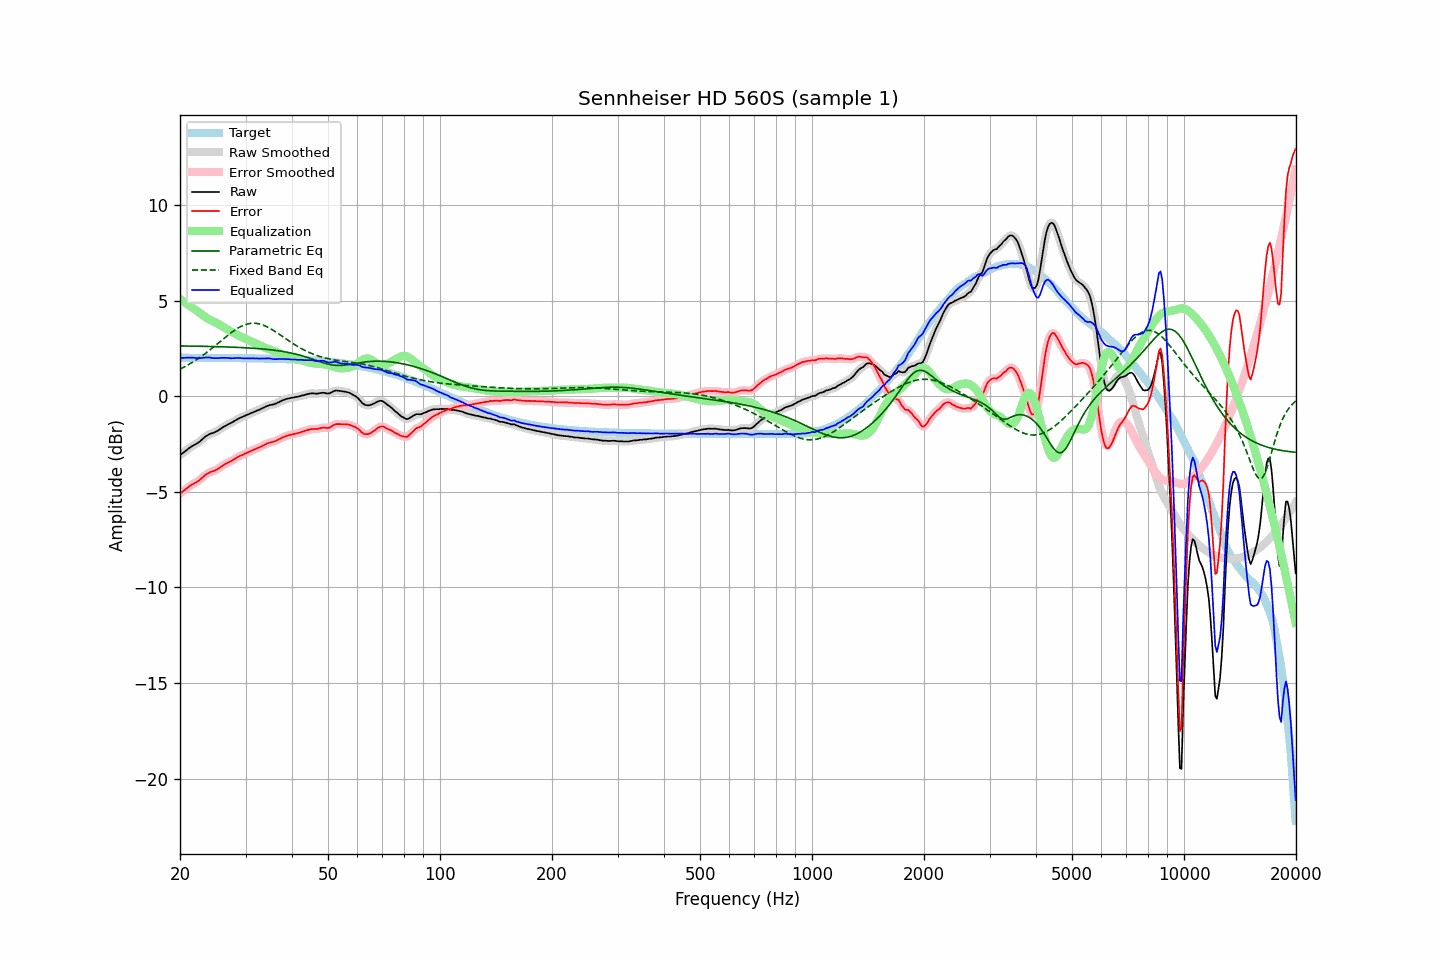 Sennheiser HD 560S (sample 1)
Target
Raw Smoothed
Error Smoothed
Raw
Error
Equalization
Parametric Eq
Fixed Band Eq
Equalized
10
5
0
−5
−10
−15
−20
Amplitude (dBr)
20
50
100
200
500
1000
2000
5000
10000
20000
Frequency (Hz)